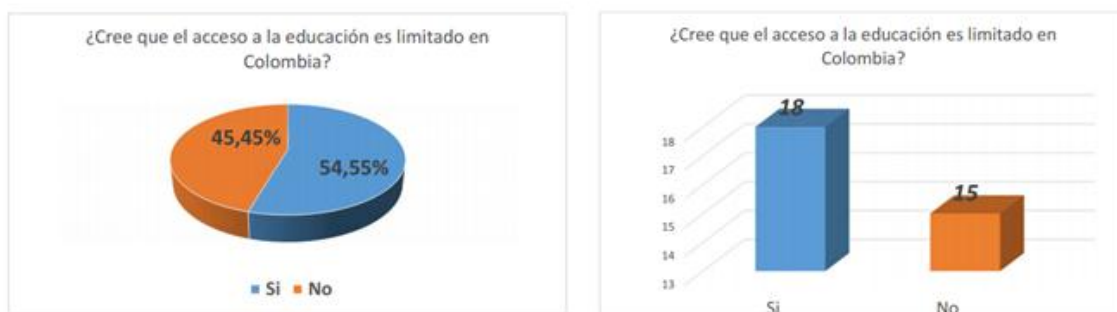 ¿Cree que el acceso a la educación es limitado en
Colombia?
45,45%
54,55%
Si No
¿Cree que el acceso a la educación es limitado en
Colombia?
18
15
18
17
16
15
14
13
Si No